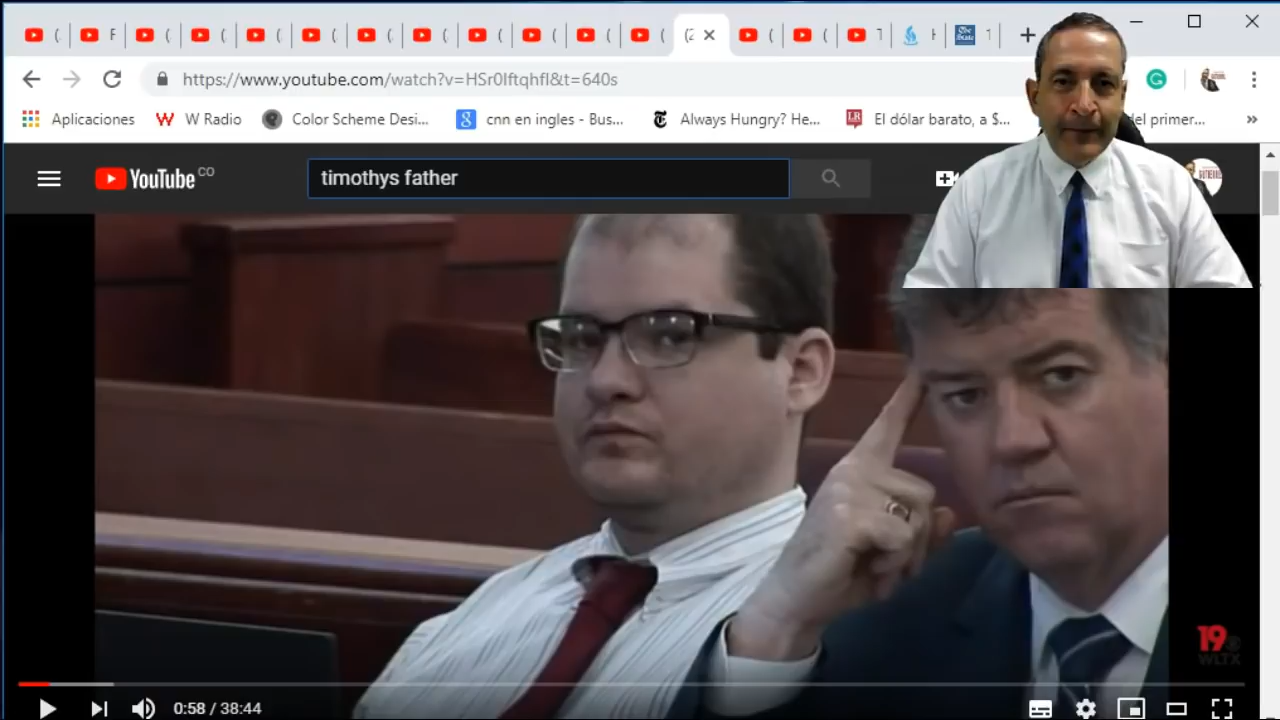 https://www.youtube.com/watch?v=HSr0lftqhfI&t=640s
Aplicaciones W Radio Color Scheme Desi... cnn en ingles - Bus... Always Hungry? He... El dólar barato, a $... del primer... »
YouTube CO timothys father
19
WLTX
0:58 / 38:44